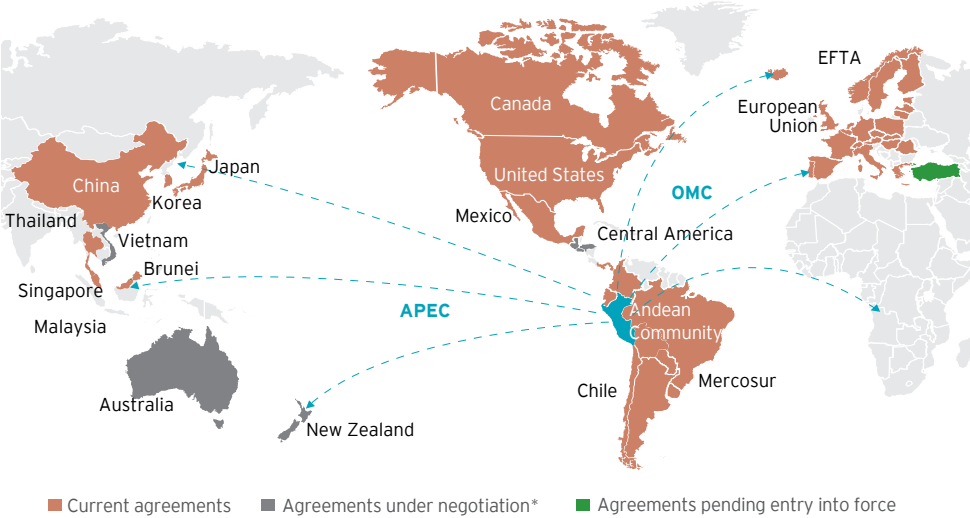 EFTA
Canada
European
Union
Japan
United States
OMC
China
Korea
Mexico
Thailand
Central America
Vietnam
Brunei
Singapore
APEC
Andean
Community
Malaysia
Mercosur
Chile
Australia
New Zealand
Current agreements
Agreements under negotiation*
Agreements pending entry into force